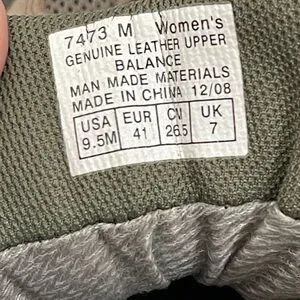 7473 M Women's
GENUINE LEATHER UPPER
BALANCE
MAN MADE MATERIALS
MADE IN CHINA 12/08
USA EUR CM UK
9.5M 41 26.5 7